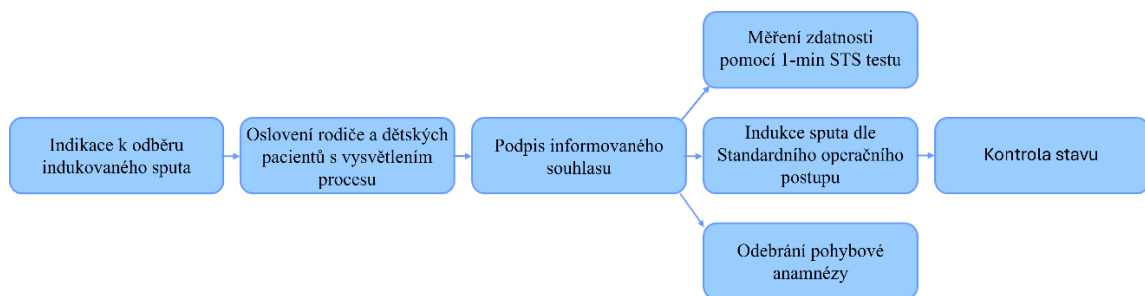 Indikace k odběru
indukovaného sputa
Oslovení rodiče a dětských
pacientů s vysvětlením
procesu
Podpis informovaného
souhlasu
Měření zdatnosti
pomocí 1-min STS testu
Indukce sputa dle
Standardního operačního
postupu
Odebrání pohybové
anamnézy
Kontrola stavu